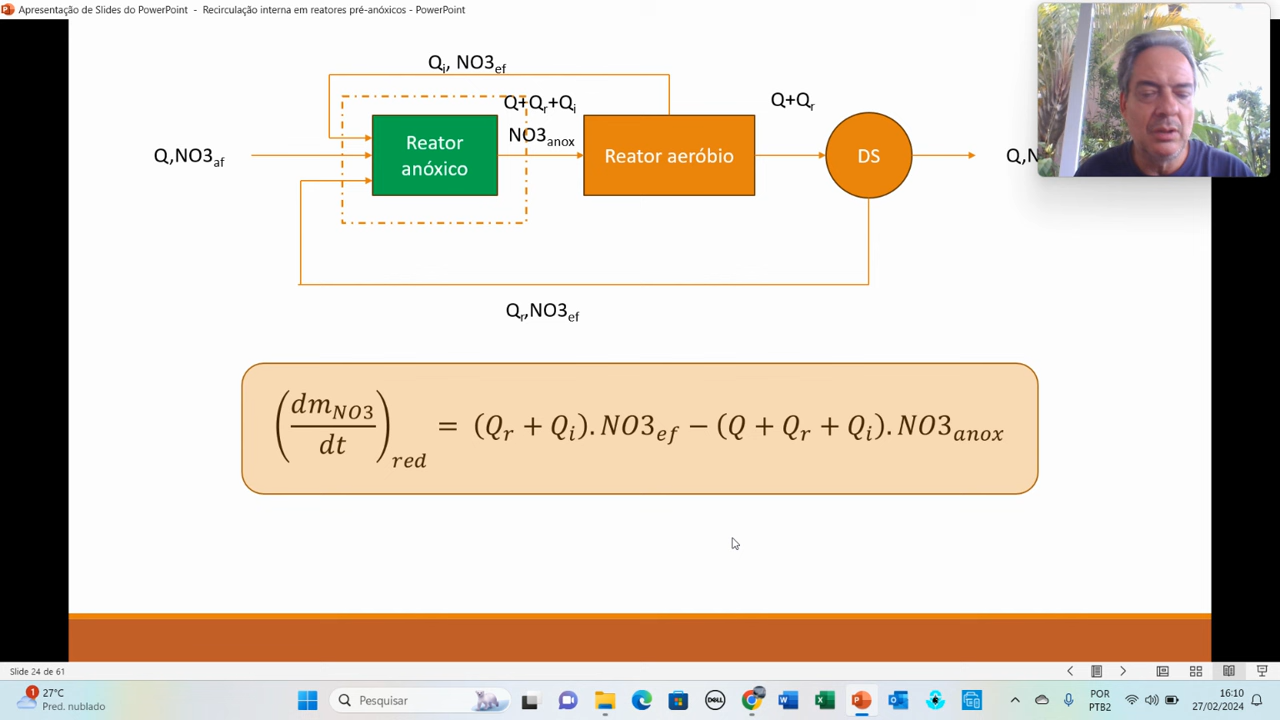 Apresentação de Slides do PowerPoint - Recirculação interna em reatores pré-anóxicos - PowerPoint
Qi, NO3ef
Q+Qr+Qi
Q+Qr
NO3anox
Q,NO3af
Reator
anóxico
Reator aeróbio
DS
Q,N
Qr,NO3ef
(dmNO3/dt)red = (Qr + Qi).NO3ef − (Q + Qr + Qi).NO3anox
Slide 24 de 61
1
27°C
Pred. nublado
Pesquisar
DELL
POR
PTB2
16:10
27/02/2024